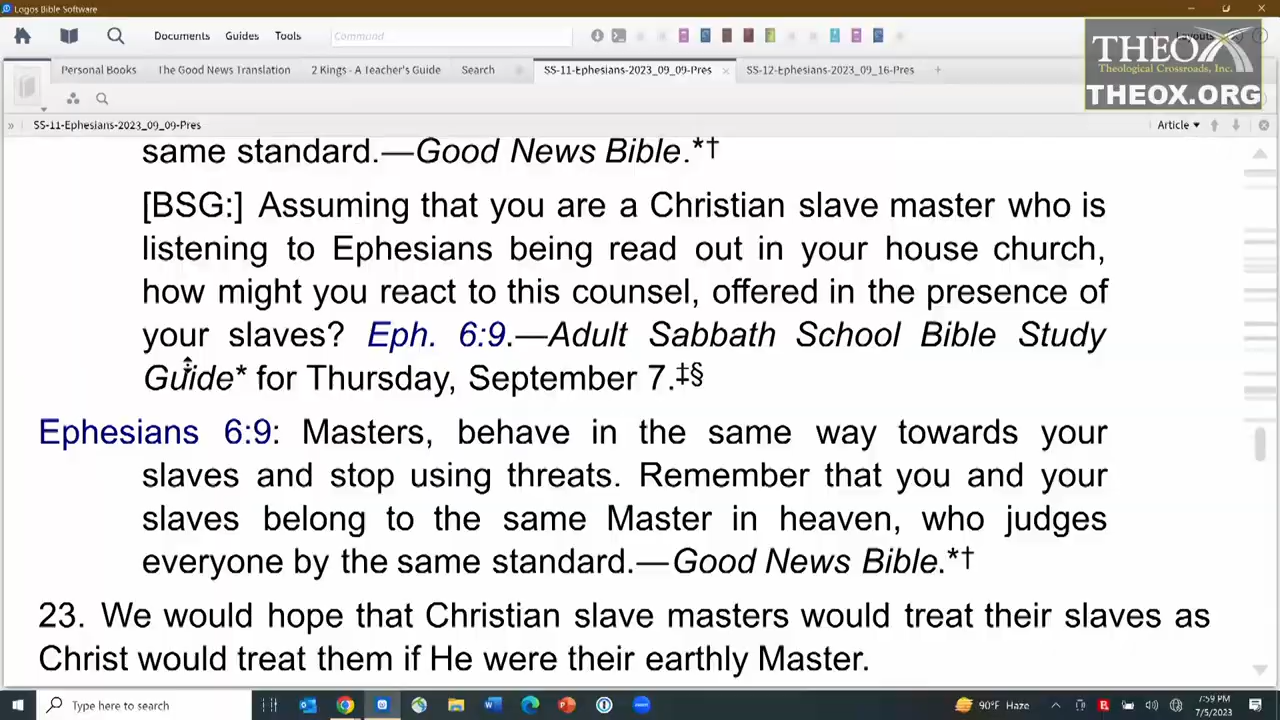 Logos Bible Software
Documents Guides Tools Command Layouts
THEOX
Theological Crossroads, Inc.
THEOX.ORG
Personal Books The Good News Translation 2 Kings - A Teacher's Gui SS-11-Ephesians-2023_09_09-Pres × SS-12-Ephesians-2023_09_16-Pres +
» SS-11-Ephesians-2023_09_09-Pres Article
same standard.—Good News Bible.*†
[BSG:] Assuming that you are a Christian slave master who is
listening to Ephesians being read out in your house church,
how might you react to this counsel, offered in the presence of
your slaves? Eph. 6:9.—Adult Sabbath School Bible Study
Guide* for Thursday, September 7.‡§
Ephesians 6:9: Masters, behave in the same way towards your
slaves and stop using threats. Remember that you and your
slaves belong to the same Master in heaven, who judges
everyone by the same standard.—Good News Bible.*†
23. We would hope that Christian slave masters would treat their slaves as
Christ would treat them if He were their earthly Master.
Type here to search 90°F Haze 7:59 PM
7/5/2023